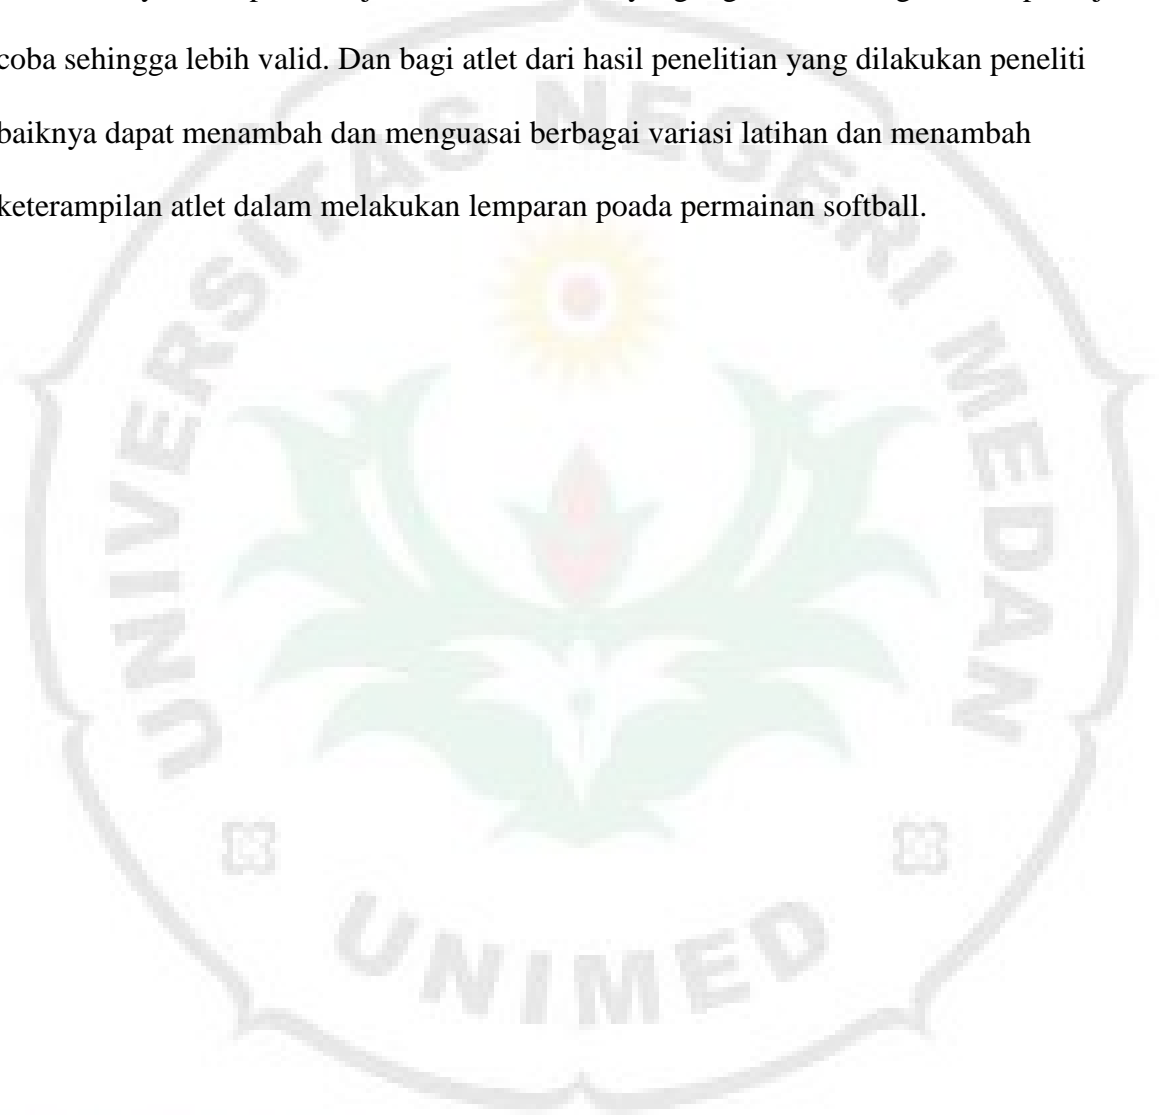 coba sehingga lebih valid. Dan bagi atlet dari hasil penelitian yang dilakukan peneliti
baiknya dapat menambah dan menguasai berbagai variasi latihan dan menambah
keterampilan atlet dalam melakukan lemparan poada permainan softball.
UNIVERSITAS NEGERI MEDAN
UNIMED